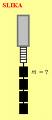 SLIKA
m = ?